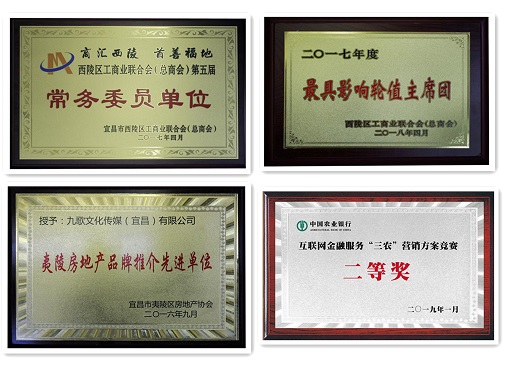 商汇西陵 首善福地
西陵区工商业联合会(总商会)第五届
常务委员单位
宜昌市西陵区工商业联合会(总商会)
二〇一七年四月
二〇一七年度
最具影响轮值主席团
西陵区工商业联合会(总商会)
二〇一八年四月
授予:九歌文化传媒(宜昌)有限公司
夷陵房地产品牌推介先进单位
宜昌市夷陵区房地产协会
二〇一六年九月
中国农业银行
AGRICULTURAL BANK OF CHINA
互联网金融服务“三农”营销方案竞赛
二等奖
二〇一九年一月